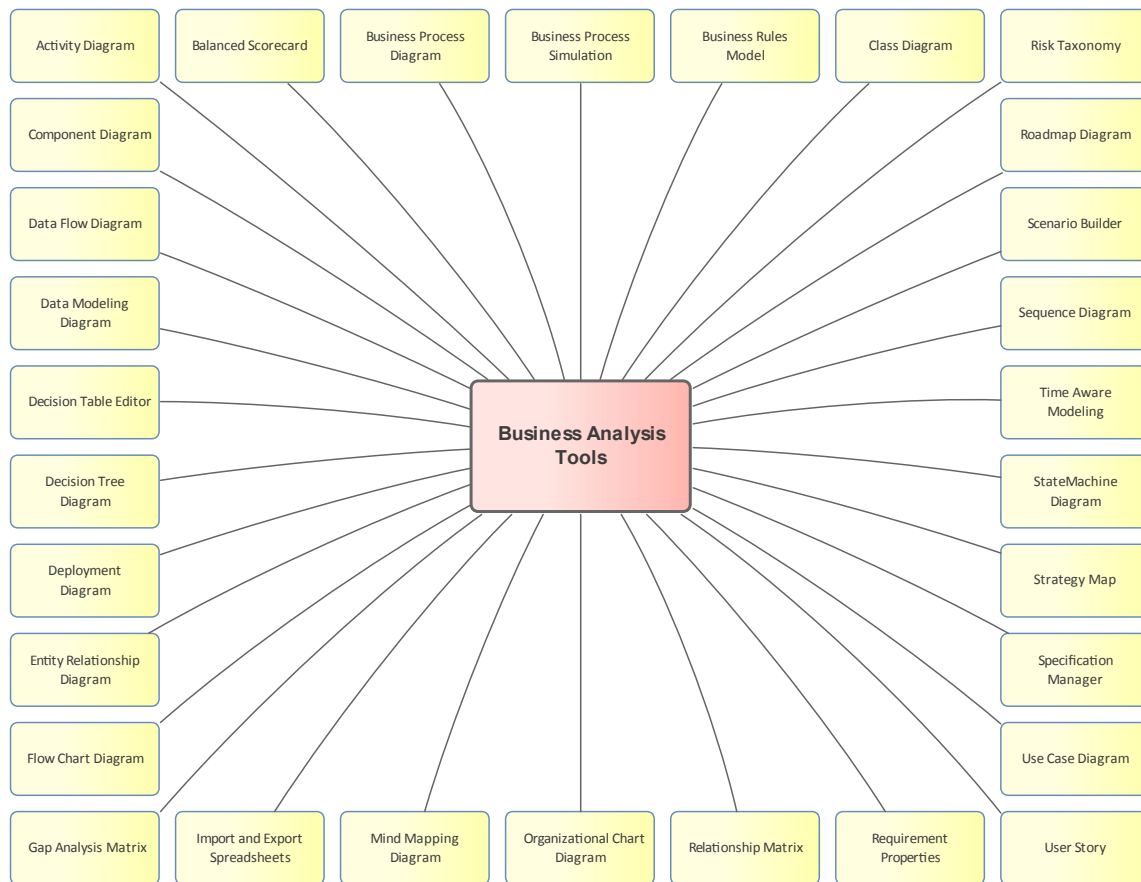 Activity Diagram
Balanced Scorecard
Business Process
Diagram
Business Process
Simulation
Business Rules
Model
Class Diagram
Risk Taxonomy
Component Diagram
Roadmap Diagram
Data Flow Diagram
Scenario Builder
Data Modeling
Diagram
Sequence Diagram
Decision Table Editor
Business Analysis
Tools
Time Aware
Modeling
Decision Tree
Diagram
StateMachine
Diagram
Deployment
Diagram
Strategy Map
Entity Relationship
Diagram
Specification
Manager
Flow Chart Diagram
Use Case Diagram
Gap Analysis Matrix
Import and Export
Spreadsheets
Mind Mapping
Diagram
Organizational Chart
Diagram
Relationship Matrix
Requirement
Properties
User Story